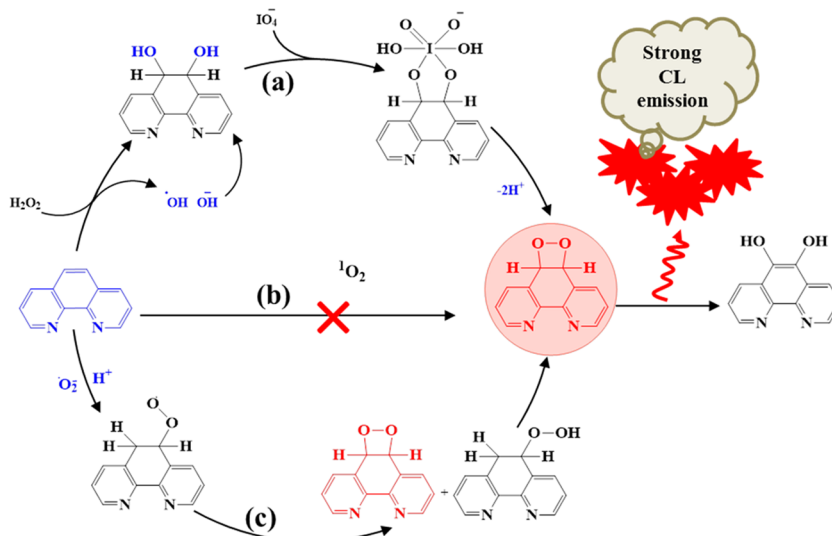 HO OH
H H
N N
IO4⁻
(a)
O O⁻
HO I OH
O O
H H
N N
Strong
CL
emission
-2H⁺
H2O2
˙OH OH⁻
O O
H H
N N
HO OH
N N
N N
(b)
¹O2
˙O2⁻ H⁺
O˙
O
H
H H
N N
(c)
O O
H H
N N
+
O OH
H
H H
N N